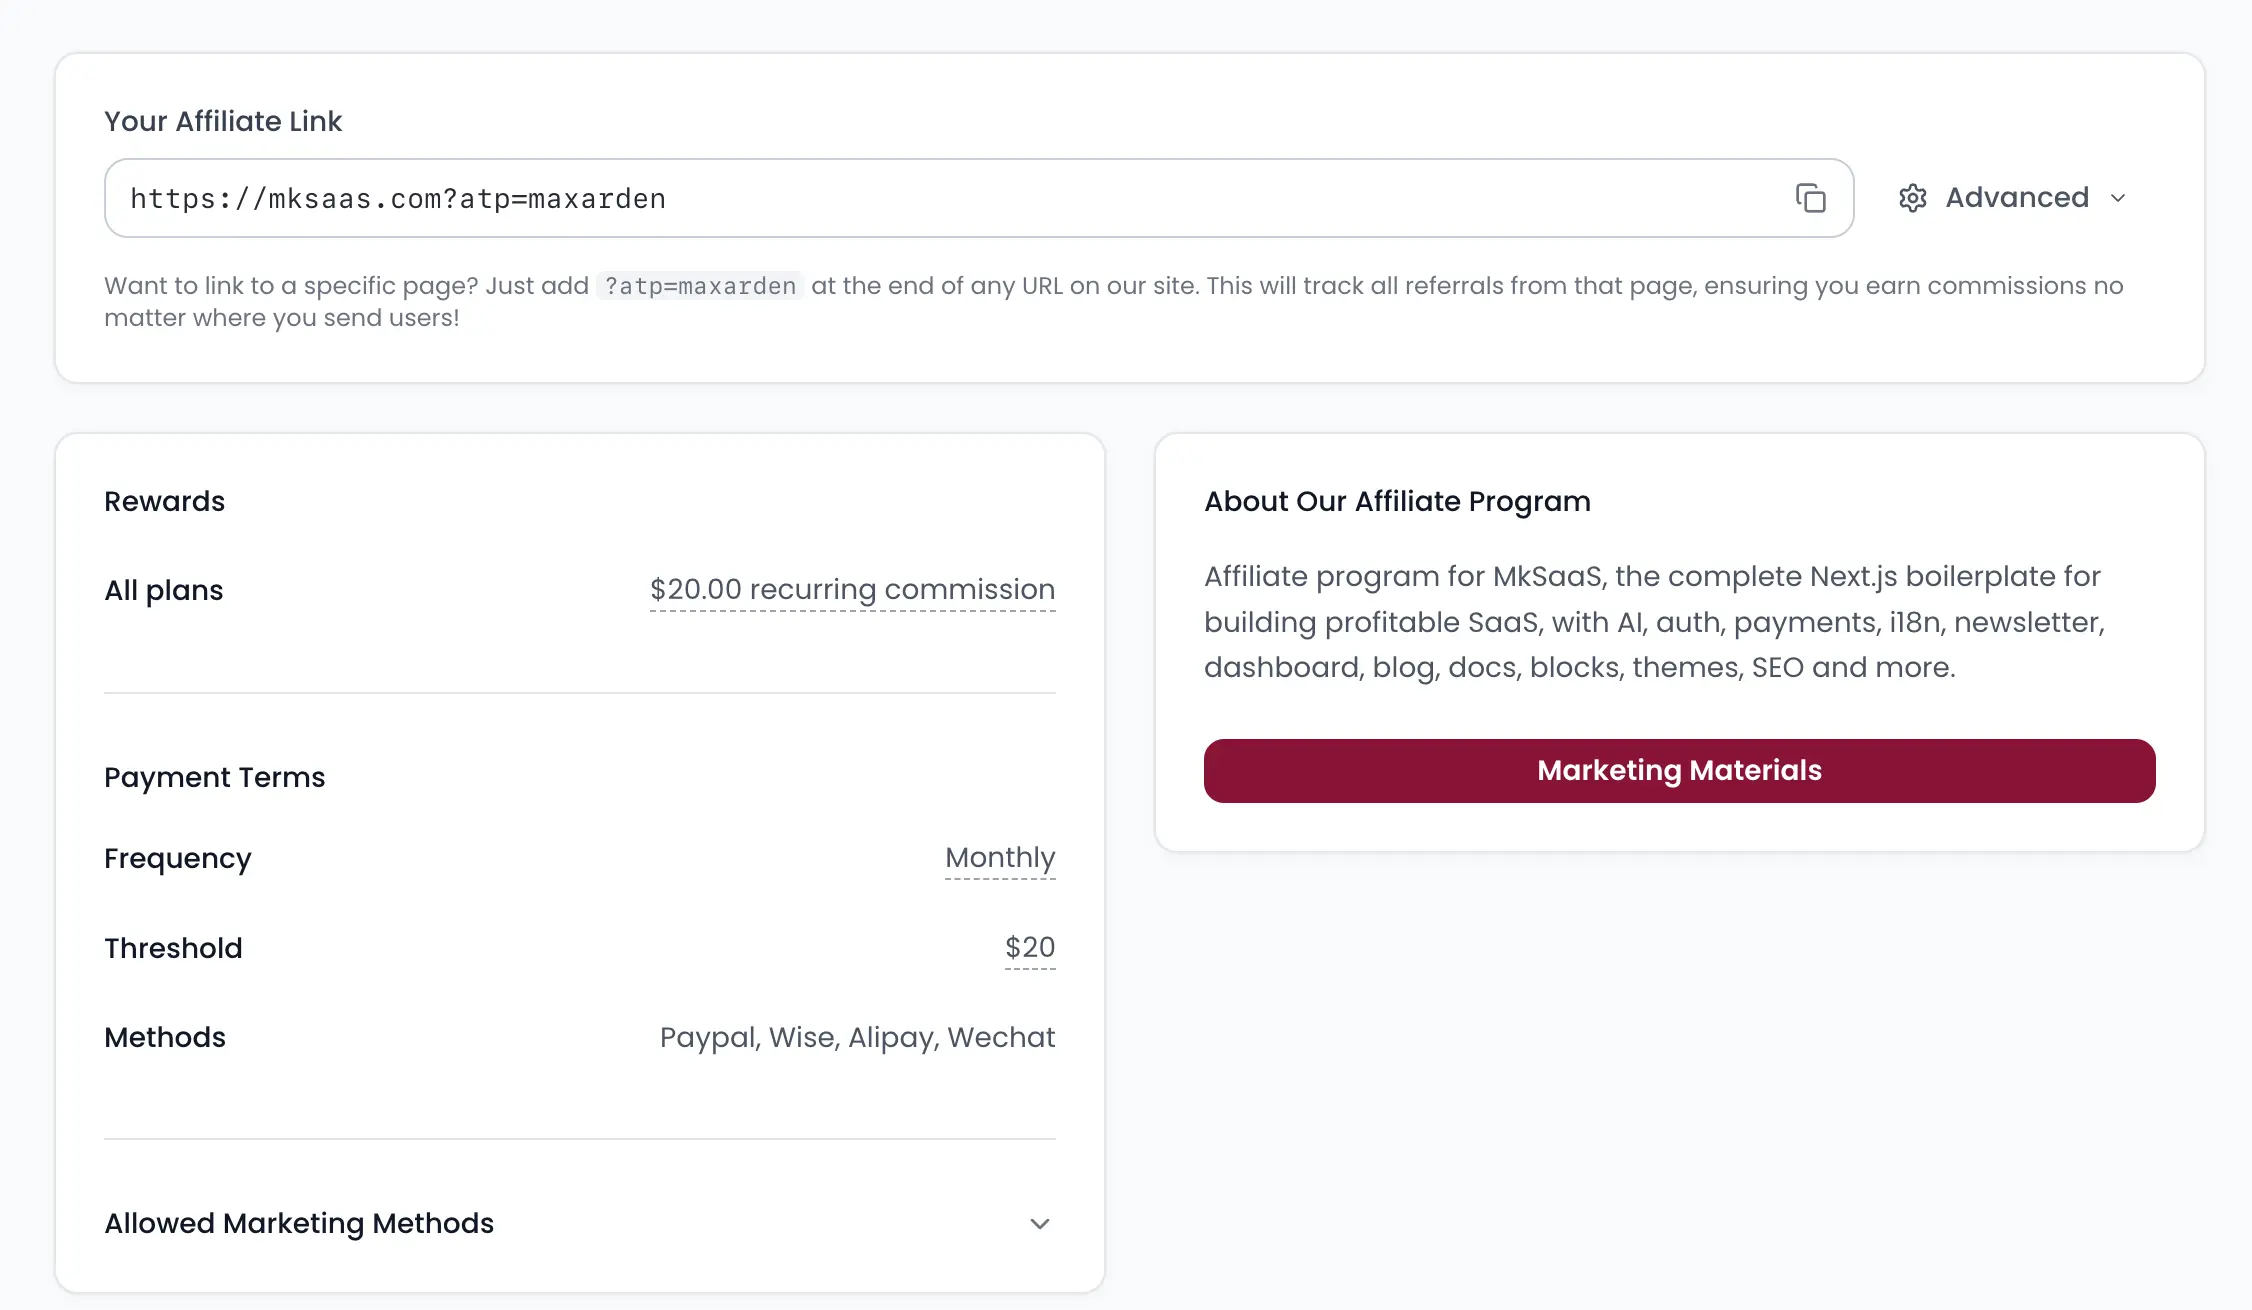 Your Affiliate Link
https://mksaas.com?atp=maxarden
Advanced
Want to link to a specific page? Just add ?atp=maxarden at the end of any URL on our site. This will track all referrals from that page, ensuring you earn commissions no
matter where you send users!
Rewards
All plans $20.00 recurring commission
Payment Terms
Frequency Monthly
Threshold $20
Methods Paypal, Wise, Alipay, Wechat
Allowed Marketing Methods
About Our Affiliate Program
Affiliate program for MkSaaS, the complete Next.js boilerplate for
building profitable SaaS, with AI, auth, payments, i18n, newsletter,
dashboard, blog, docs, blocks, themes, SEO and more.
Marketing Materials